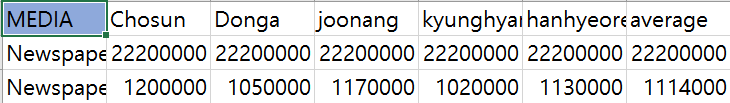 MEDIA Chosun Donga joonang kyunghyan hanhyeore average
Newspape 22200000 22200000 22200000 22200000 22200000 22200000
Newspape 1200000 1050000 1170000 1020000 1130000 1114000